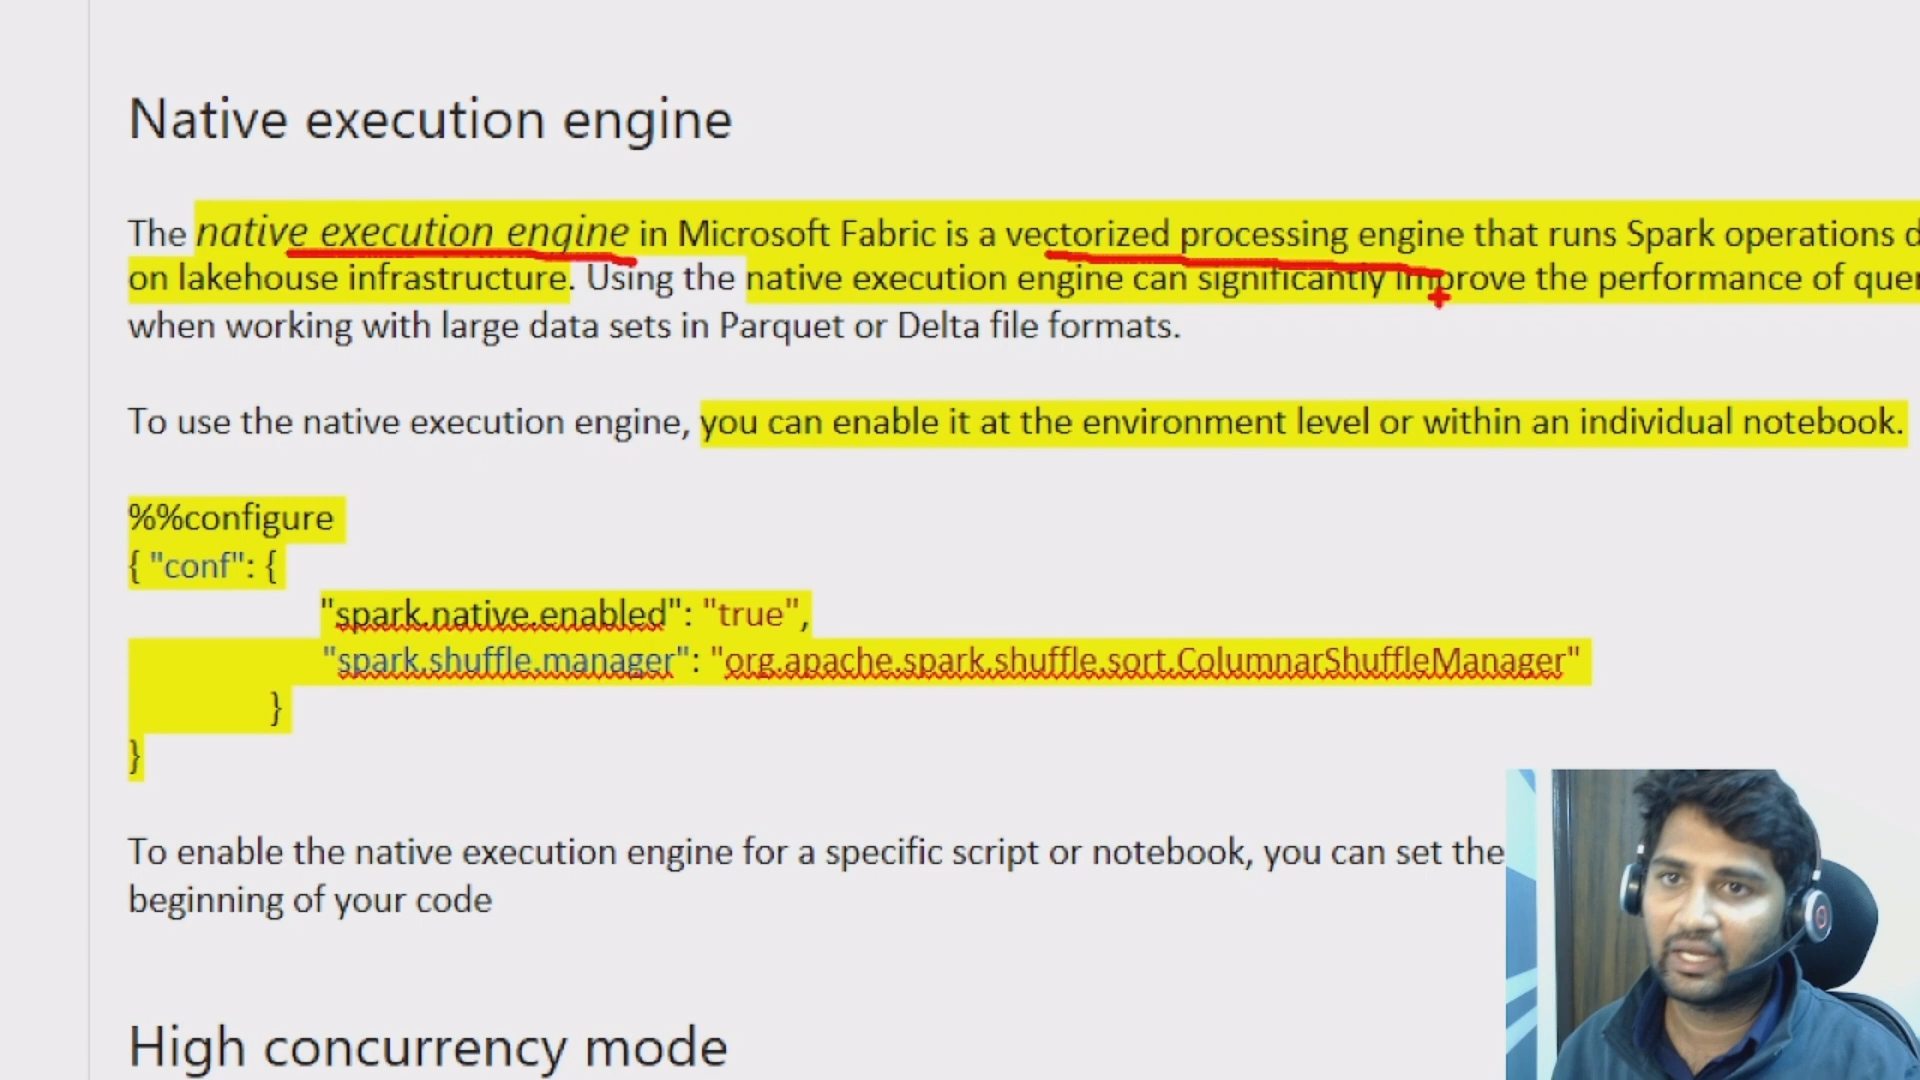 Native execution engine
The native execution engine in Microsoft Fabric is a vectorized processing engine that runs Spark operations
on lakehouse infrastructure. Using the native execution engine can significantly improve the performance of
when working with large data sets in Parquet or Delta file formats.
To use the native execution engine, you can enable it at the environment level or within an individual notebook.
%%configure
{ "conf": {
"spark.native.enabled": "true",
"spark.shuffle.manager": "org.apache.spark.shuffle.sort.ColumnarShuffleManager"
}
}
To enable the native execution engine for a specific script or notebook, you can set the
beginning of your code
High concurrency mode